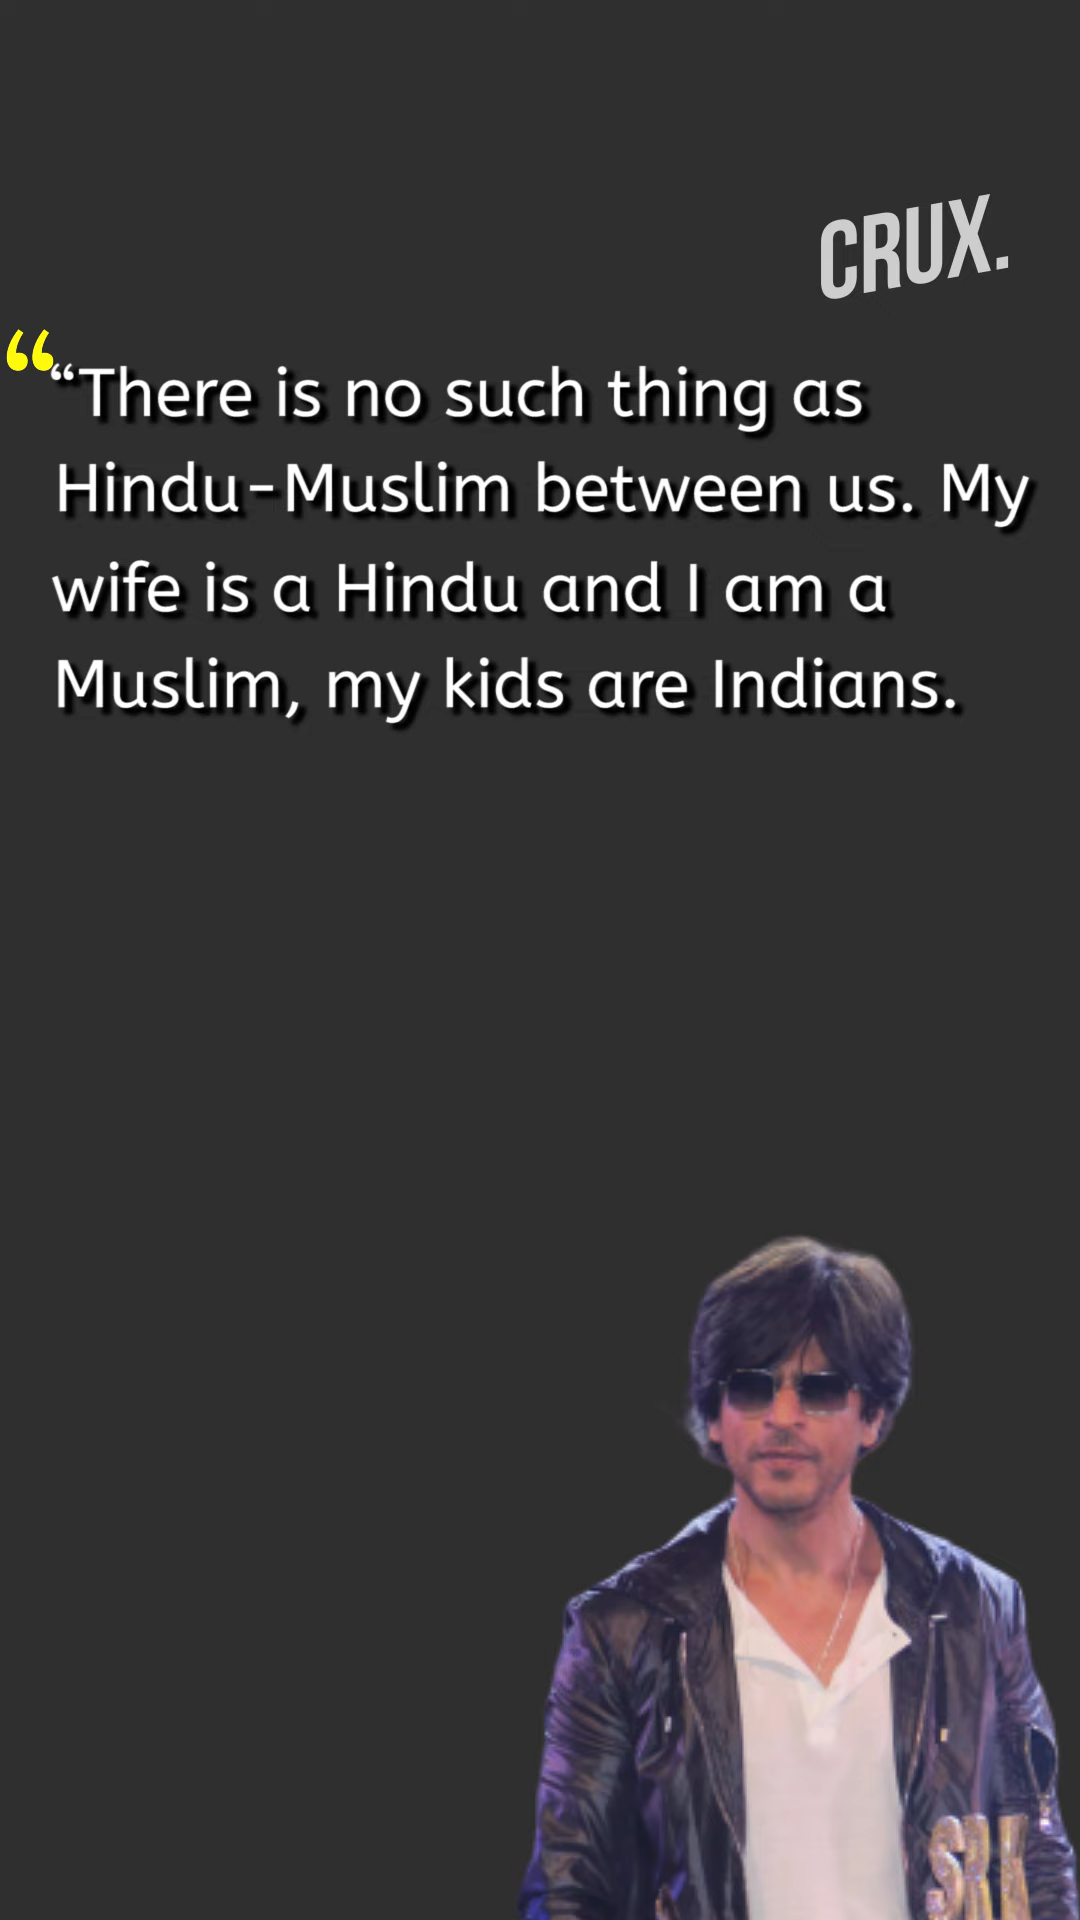 CRUX.
“
“There is no such thing as
Hindu-Muslim between us. My
wife is a Hindu and I am a
Muslim, my kids are Indians.
SRK